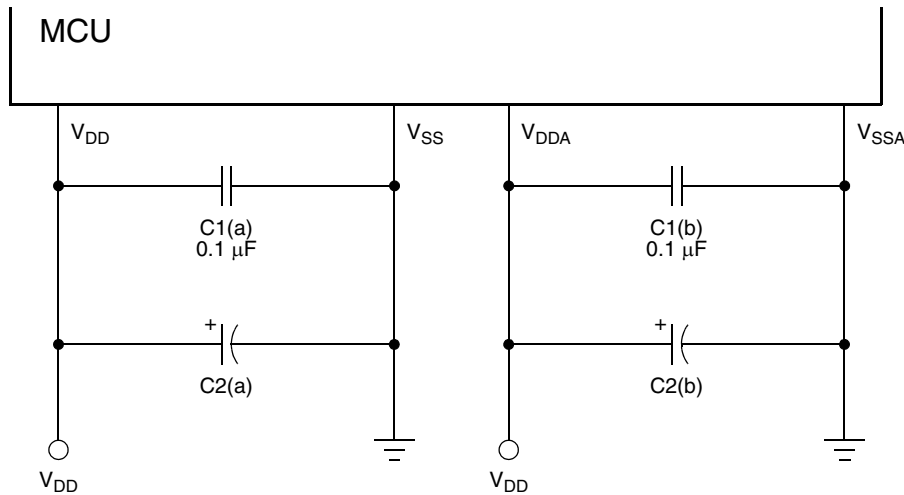 MCU
VDD
VSS
VDDA
VSSA
C1(a)
0.1 μF
C1(b)
0.1 μF
+
+
C2(a)
C2(b)
VDD
VDD